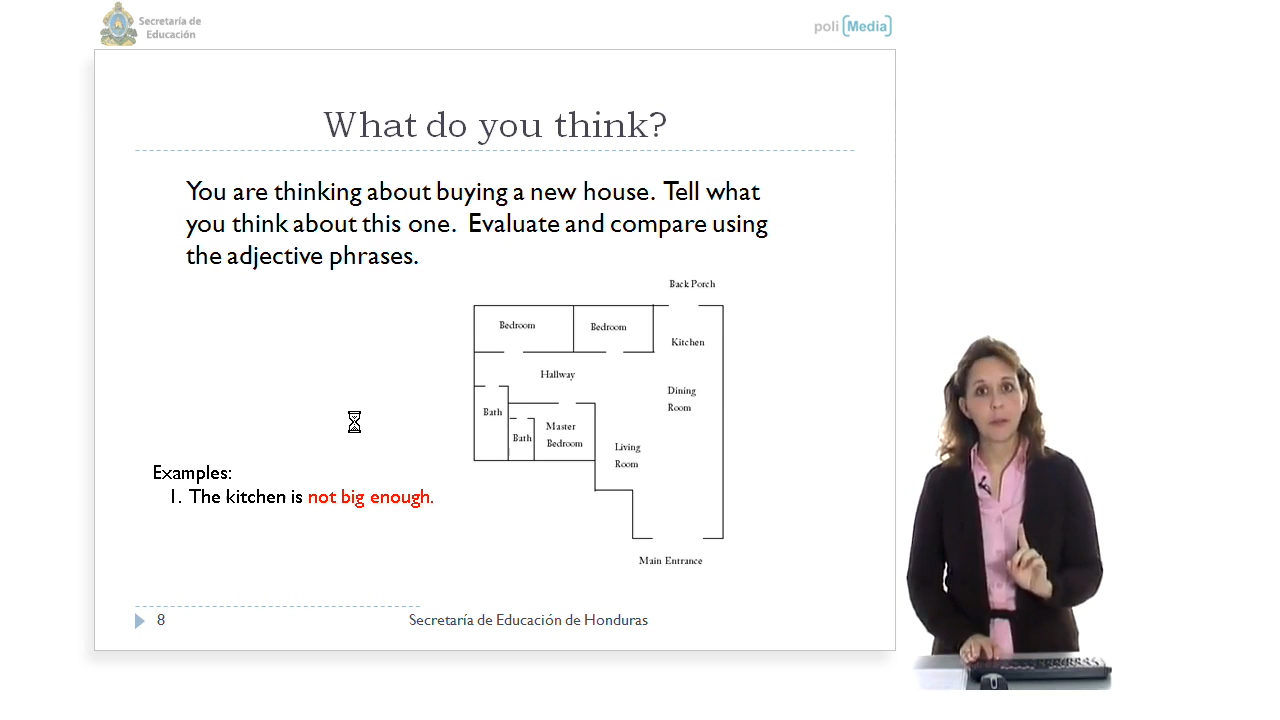 Secretaría de
Educación
poli [Media]
What do you think?
You are thinking about buying a new house. Tell what
you think about this one. Evaluate and compare using
the adjective phrases.
Back Porch
Bedroom
Bedroom
Kitchen
Hallway
Dining
Room
Bath
Bath
Master
Bedroom
Living
Room
Main Entrance
Examples:
1. The kitchen is not big enough.
8
Secretaría de Educación de Honduras